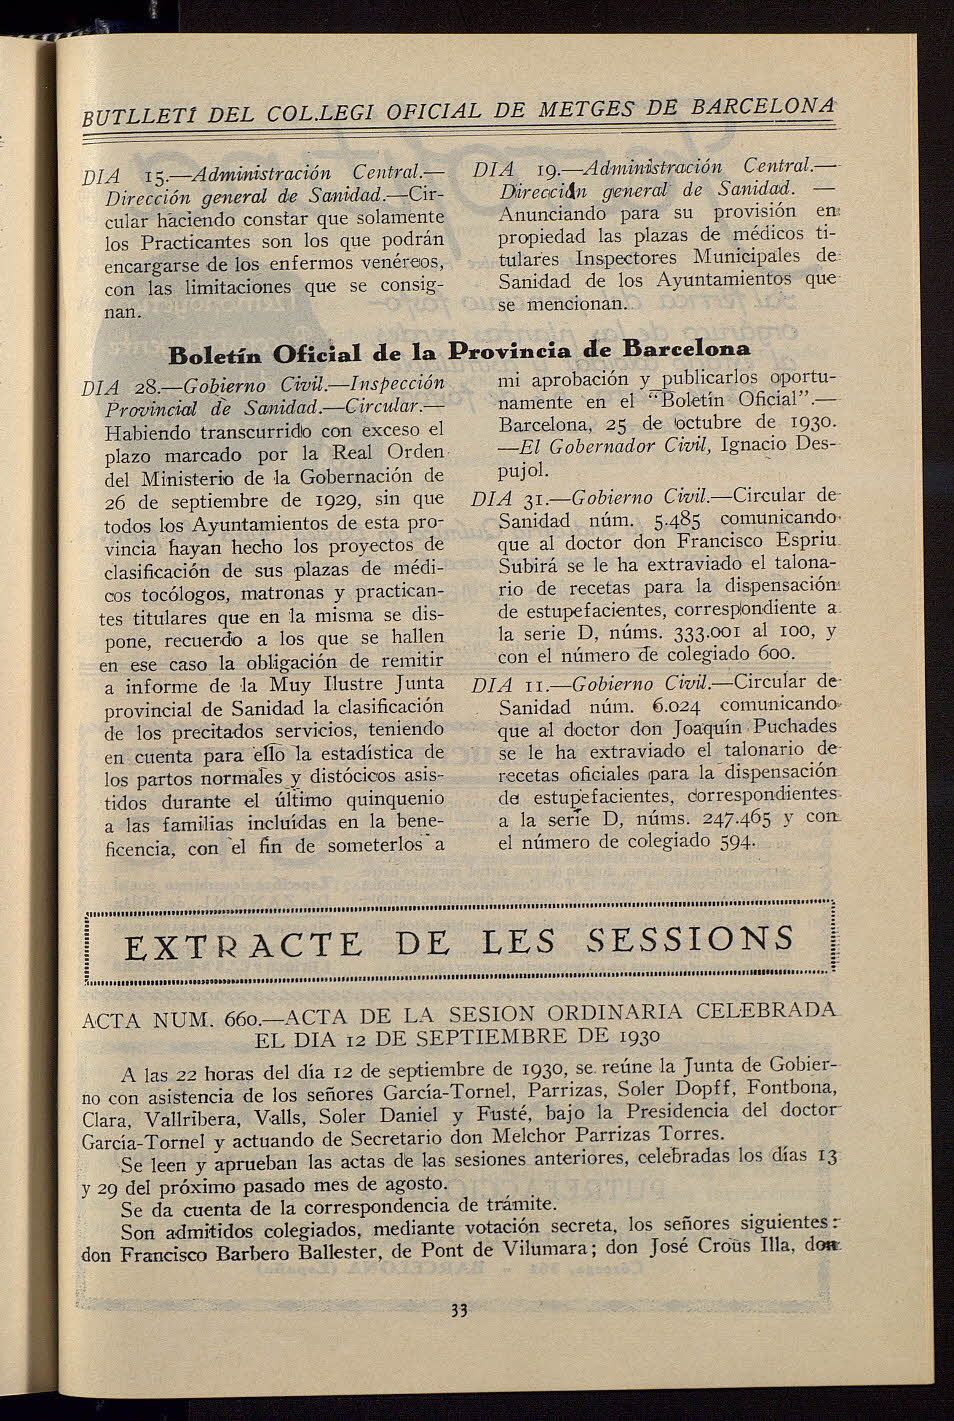 BUTLLETÍ DEL COL.LEGI OFICIAL DE METGES DE BARCELONA
DIA 15.—Administración Central.—
Dirección general de Sanidad.—Cir-
cular haciendo constar que solamente
los Practicantes son los que podrán
encargarse de los enfermos venéreos,
con las limitaciones que se consig-
nan.
DIA 19.—Administración Central.—
Dirección general de Sanidad. —
Anunciando para su provisión en
propiedad las plazas de médicos ti-
tulares Inspectores Municipales de
Sanidad de los Ayuntamientos que
se mencionan.
Boletín Oficial de la Provincia de Barcelona
DIA 28.—Gobierno Civil.—Inspección
Provincial de Sanidad.—Circular.—
Habiendo transcurrido con exceso el
plazo marcado por la Real Orden
del Ministerio de la Gobernación de
26 de septiembre de 1929, sin que
todos los Ayuntamientos de esta pro-
vincia hayan hecho los proyectos de
clasificación de sus plazas de médi-
cos tocólogos, matronas y practican-
tes titulares que en la misma se dis-
pone, recuerdo a los que se hallen
en ese caso la obligación de remitir
a informe de la Muy Ilustre Junta
provincial de Sanidad la clasificación
de los precitados servicios, teniendo
en cuenta para ello la estadística de
los partos normales y distócicos asis-
tidos durante el último quinquenio
a las familias incluídas en la bene-
ficencia, con el fin de someterlos a
mi aprobación y publicarlos oportu-
namente en el “Boletín Oficial”.—
Barcelona, 25 de octubre de 1930.
—El Gobernador Civil, Ignacio Des-
pujol.
DIA 31.—Gobierno Civil.—Circular de
Sanidad núm. 5.485 comunicando
que al doctor don Francisco Espriu
Subirá se le ha extraviado el talona-
rio de recetas para la dispensación
de estupefacientes, correspondiente a
la serie D, núms. 333.001 al 100, y
con el número de colegiado 600.
DIA 11.—Gobierno Civil.—Circular de
Sanidad núm. 6.024 comunicando
que al doctor don Joaquín Puchades
se le ha extraviado el talonario de
recetas oficiales para la dispensación
de estupefacientes, correspondientes
a la serie D, núms. 247.465 y con
el número de colegiado 594.
EXTRACTE DE LES SESSIONS
ACTA NUM. 660.—ACTA DE LA SESION ORDINARIA CELEBRADA
EL DIA 12 DE SEPTIEMBRE DE 1930
A las 22 horas del día 12 de septiembre de 1930, se reúne la Junta de Gobier-
no con asistencia de los señores García-Tornel, Parrizas, Soler Dopff, Fontbona,
Clara, Vallribera, Valls, Soler Daniel y Fusté, bajo la Presidencia del doctor
García-Tornel y actuando de Secretario don Melchor Parrizas Torres.
Se leen y aprueban las actas de las sesiones anteriores, celebradas los días 13
y 29 del próximo pasado mes de agosto.
Se da cuenta de la correspondencia de trámite.
Son admitidos colegiados, mediante votación secreta, los señores siguientes:
don Francisco Barbero Ballester, de Pont de Vilumara; don José Croüs Illa, don
33